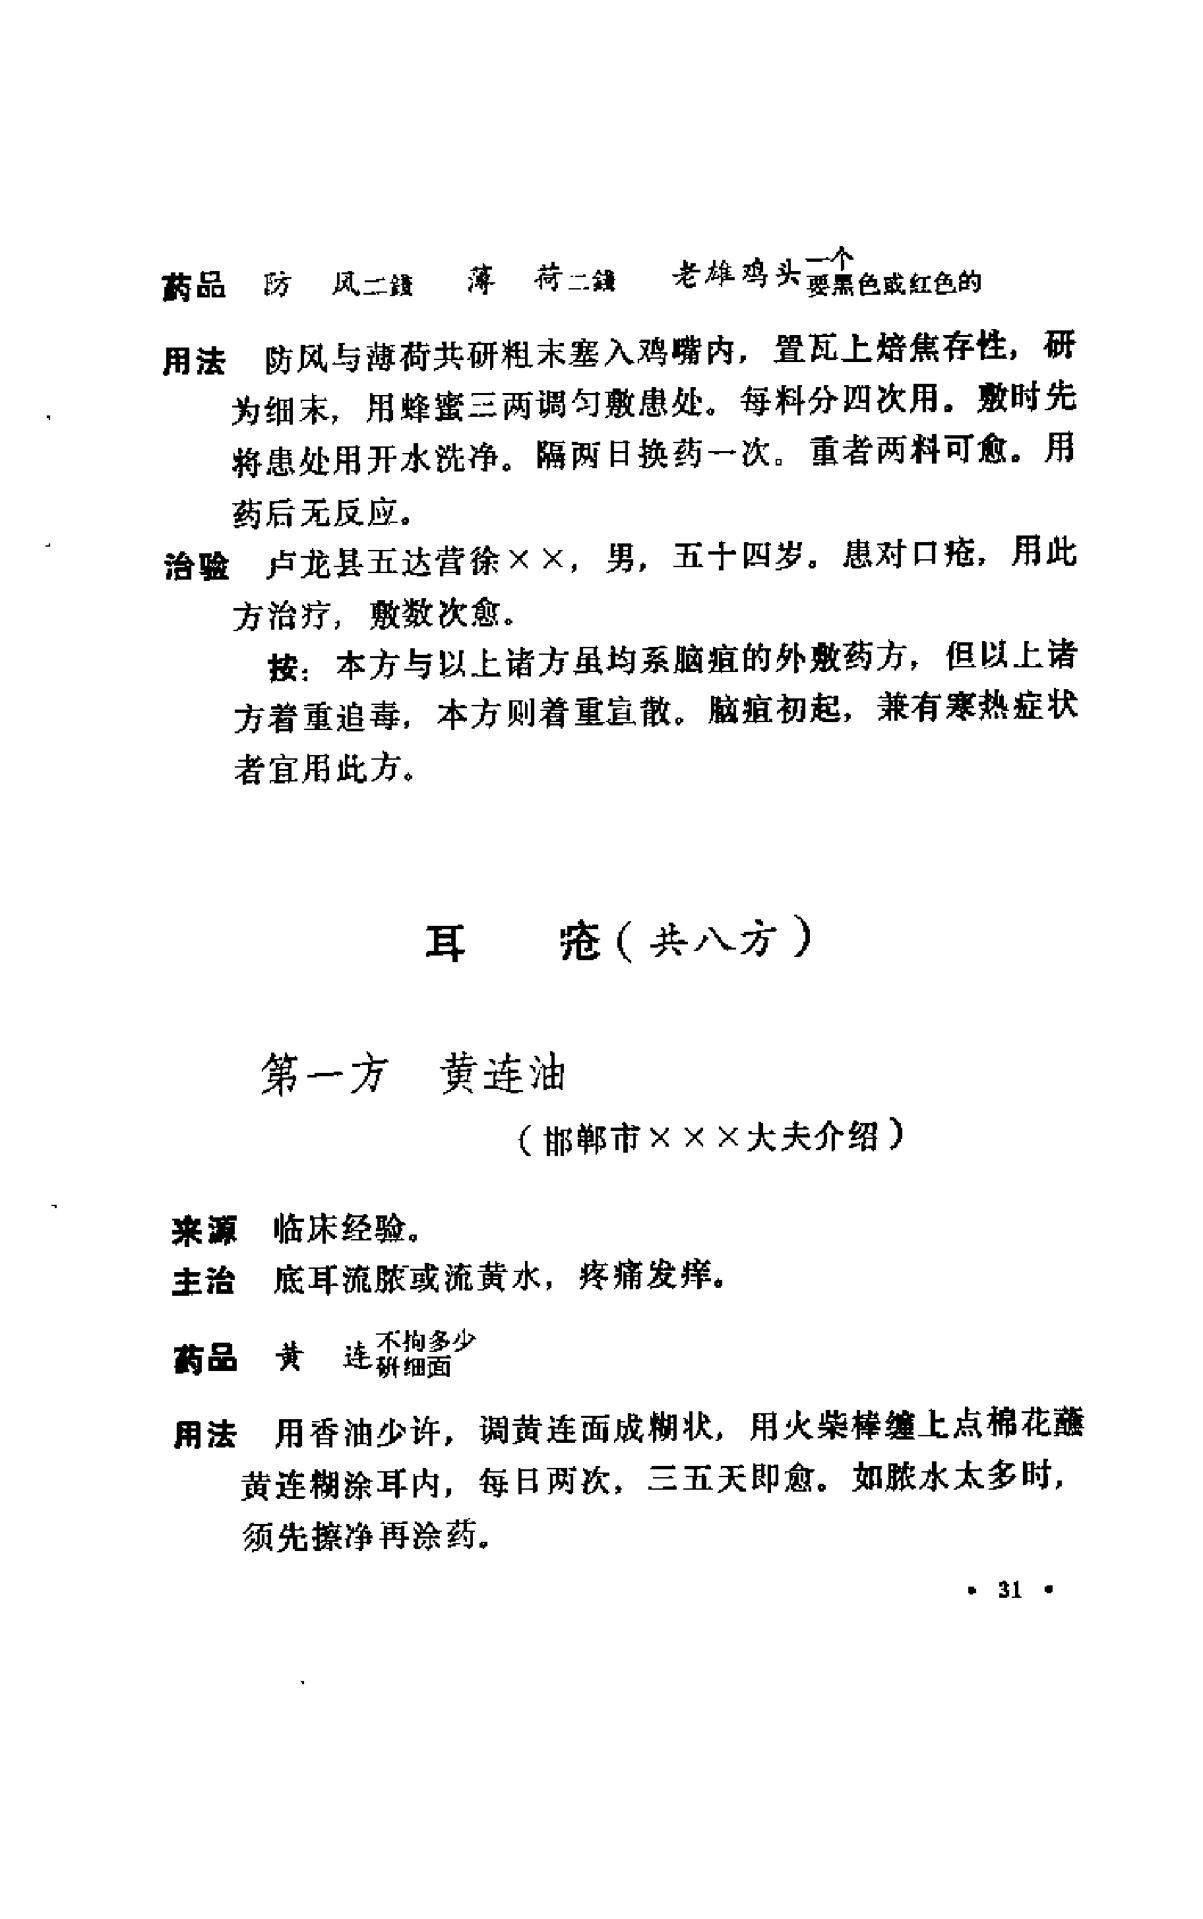 药品 防 风二錢 薄 荷二錢 老雄鸡头一个要黑色或红色的
用法 防风与薄荷共研粗末塞入鸡嘴内，置瓦上焙焦存性，研
为细末，用蜂蜜三两调匀敷患处。每料分四次用。敷时先
将患处用开水洗净。隔两日换药一次。重者两料可愈。用
药后无反应。
治验 卢龙县五达营徐××，男，五十四岁。患对口疮，用此
方治疗，敷数次愈。
按：本方与以上诸方虽均系脑疽的外敷药方，但以上诸
方着重追毒，本方则着重宣散。脑疽初起，兼有寒热症状
者宜用此方。
耳 疮（共八方）
第一方 黄连油
（邯郸市×××大夫介绍）
来源 临床经验。
主治 底耳流脓或流黄水，疼痛发痒。
药品 黄 连不拘多少研细面
用法 用香油少许，调黄连面成糊状，用火柴棒缠上点棉花蘸
黄连糊涂耳内，每日两次，三五天即愈。如脓水太多时，
须先擦净再涂药。
• 31 •